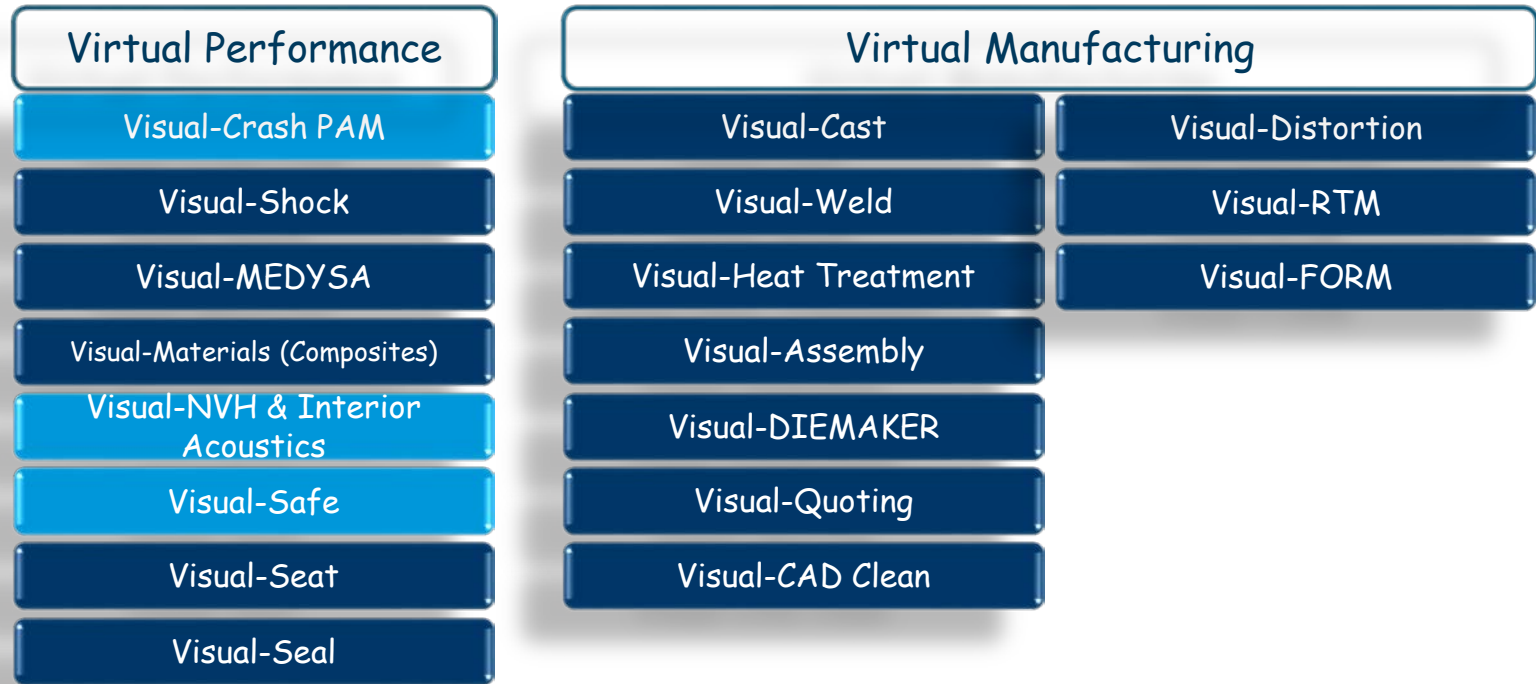 Virtual Performance
Visual-Crash PAM
Visual-Shock
Visual-MEDYSA
Visual-Materials (Composites)
Visual-NVH & Interior
Acoustics
Visual-Safe
Visual-Seat
Visual-Seal
Virtual Manufacturing
Visual-Cast
Visual-Weld
Visual-Heat Treatment
Visual-Assembly
Visual-DIEMAKER
Visual-Quoting
Visual-CAD Clean
Visual-Distortion
Visual-RTM
Visual-FORM